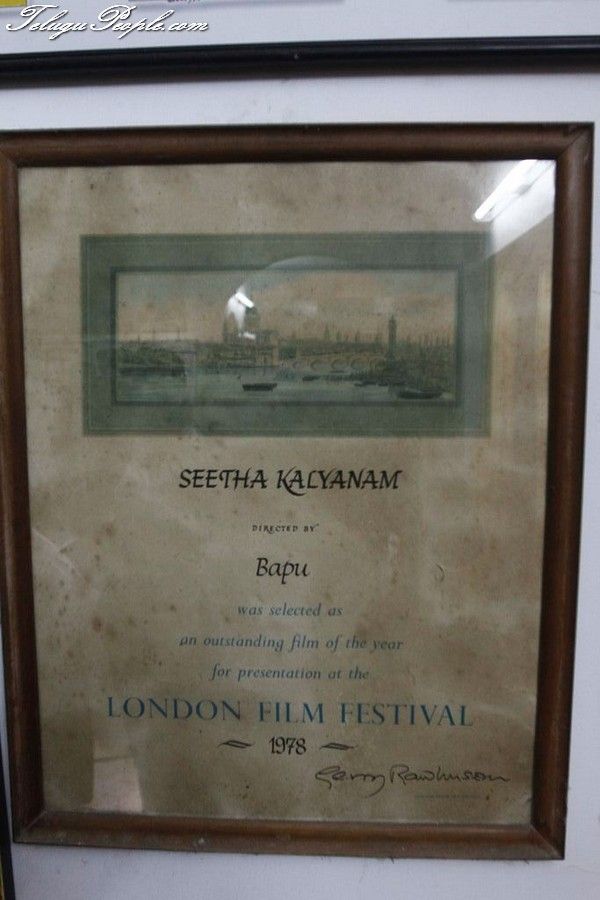 TeluguPeople.com
SEETHA KALYANAM
DIRECTED BY
Bapu
was selected as
an outstanding film of the year
for presentation at the
LONDON FILM FESTIVAL
1978